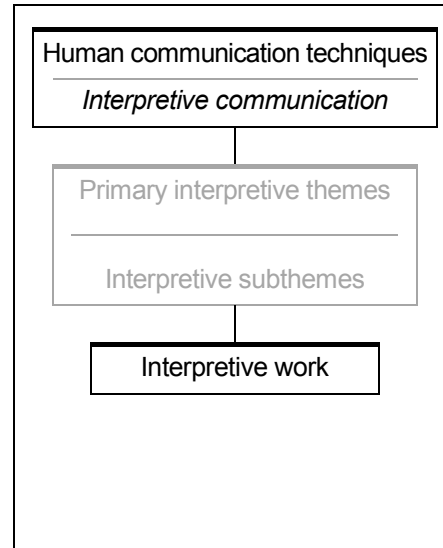 Human communication techniques
Interpretive communication
Primary interpretive themes
Interpretive subthemes
Interpretive work